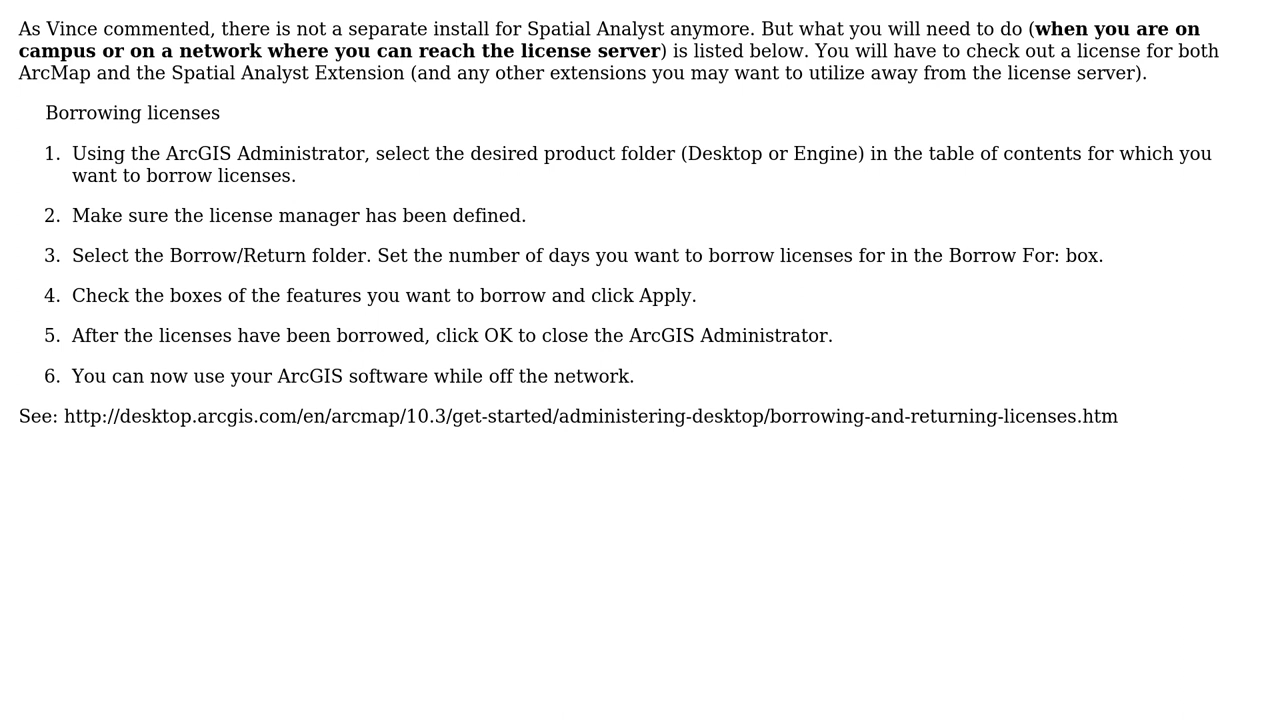 As Vince commented, there is not a separate install for Spatial Analyst anymore. But what you will need to do (when you are on
campus or on a network where you can reach the license server) is listed below. You will have to check out a license for both
ArcMap and the Spatial Analyst Extension (and any other extensions you may want to utilize away from the license server).
Borrowing licenses
1. Using the ArcGIS Administrator, select the desired product folder (Desktop or Engine) in the table of contents for which you
want to borrow licenses.
2. Make sure the license manager has been defined.
3. Select the Borrow/Return folder. Set the number of days you want to borrow licenses for in the Borrow For: box.
4. Check the boxes of the features you want to borrow and click Apply.
5. After the licenses have been borrowed, click OK to close the ArcGIS Administrator.
6. You can now use your ArcGIS software while off the network.
See: http://desktop.arcgis.com/en/arcmap/10.3/get-started/administering-desktop/borrowing-and-returning-licenses.htm